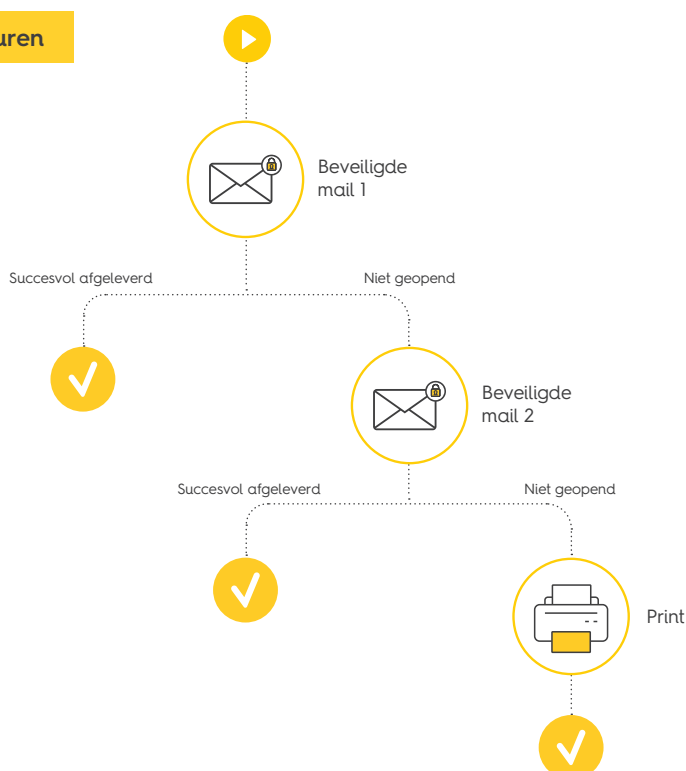 uren
Beveiligde
mail 1
Succesvol afgeleverd
Niet geopend
Beveiligde
mail 2
Succesvol afgeleverd
Niet geopend
Print